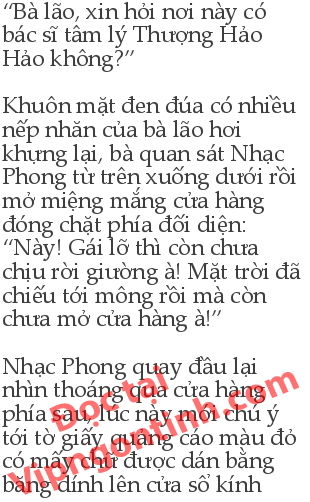 “Bà lão, xin hỏi nơi này có
bác sĩ tâm lý Thượng Hảo
Hảo không?”
Khuôn mặt đen đúa có nhiều
nếp nhăn của bà lão hơi
khựng lại, bà quan sát Nhạc
Phong từ trên xuống dưới rồi
mở miệng mắng cửa hàng
đóng chặt phía đối diện:
“Này! Gái lỡ thì còn chưa
chịu rời giường à! Mặt trời đã
chiếu tới mông rồi mà còn
chưa mở cửa hàng à!”
Nhạc Phong quay đầu lại
nhìn thoáng qua cửa hàng
phía sau, lúc này mới chú ý
tới tờ giấy quảng cáo màu đỏ
có mấy chữ được dán bằng
băng dính lên cửa sổ kính
Đọc tại
Vipngontinh.com